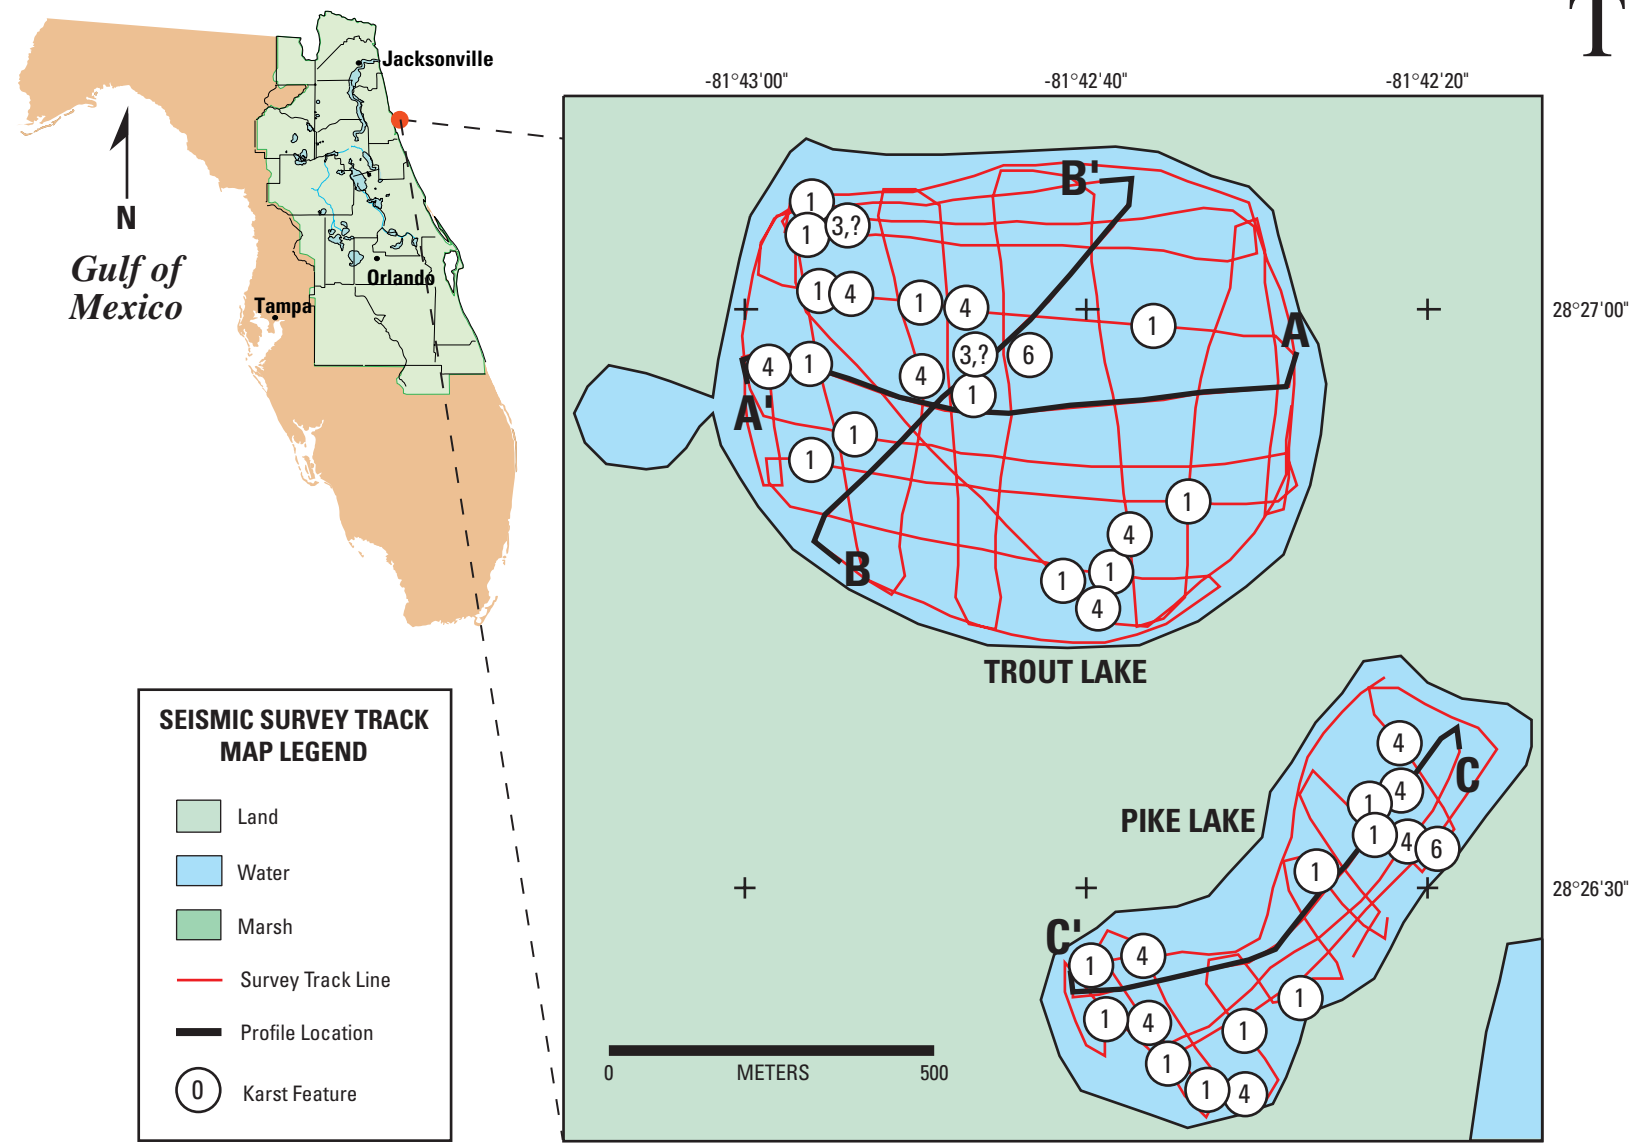 T
-81°43'00"
-81°42'40"
-81°42'20"
Jacksonville
N
Gulf of
Mexico
Orlando
Tampa
B'
1
3,?
1
1
4
1
4
1
28°27'00"
A
3,?
6
4
1
4
1
A'
1
1
1
B
4
1
1
4
TROUT LAKE
SEISMIC SURVEY TRACK
MAP LEGEND
Land
Water
Marsh
Survey Track Line
Profile Location
0
Karst Feature
4
C
4
1
PIKE LAKE
1
4
6
1
28°26'30"
C'
1
4
1
4
1
1
1
1
4
0
METERS
500